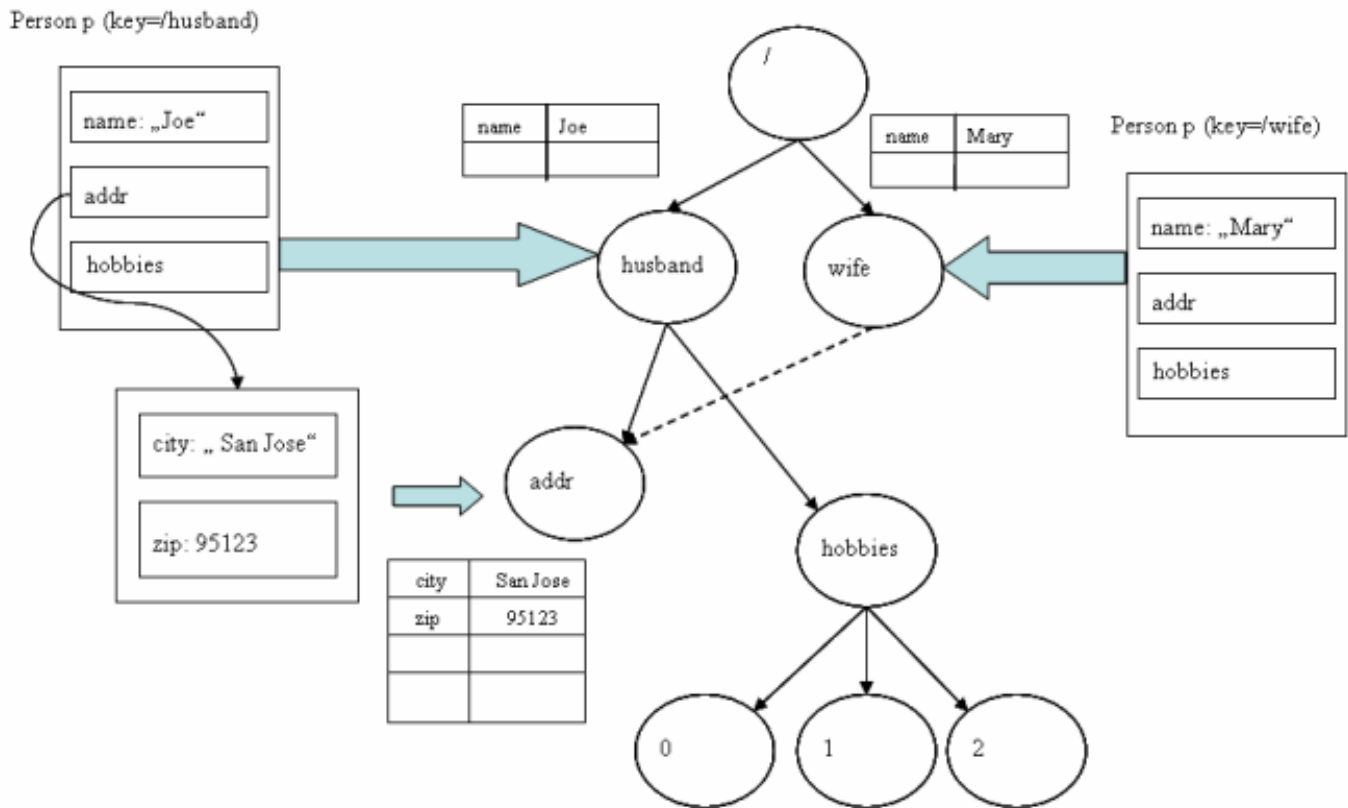 Person p (key=/husband)
name: „Joe“
addr
hobbies
city: „ San Jose“
zip: 95123
/
name Joe
name Mary
husband
wife
addr
hobbies
city San Jose
zip 95123
0
1
2
Person p (key=/wife)
name: „Mary“
addr
hobbies